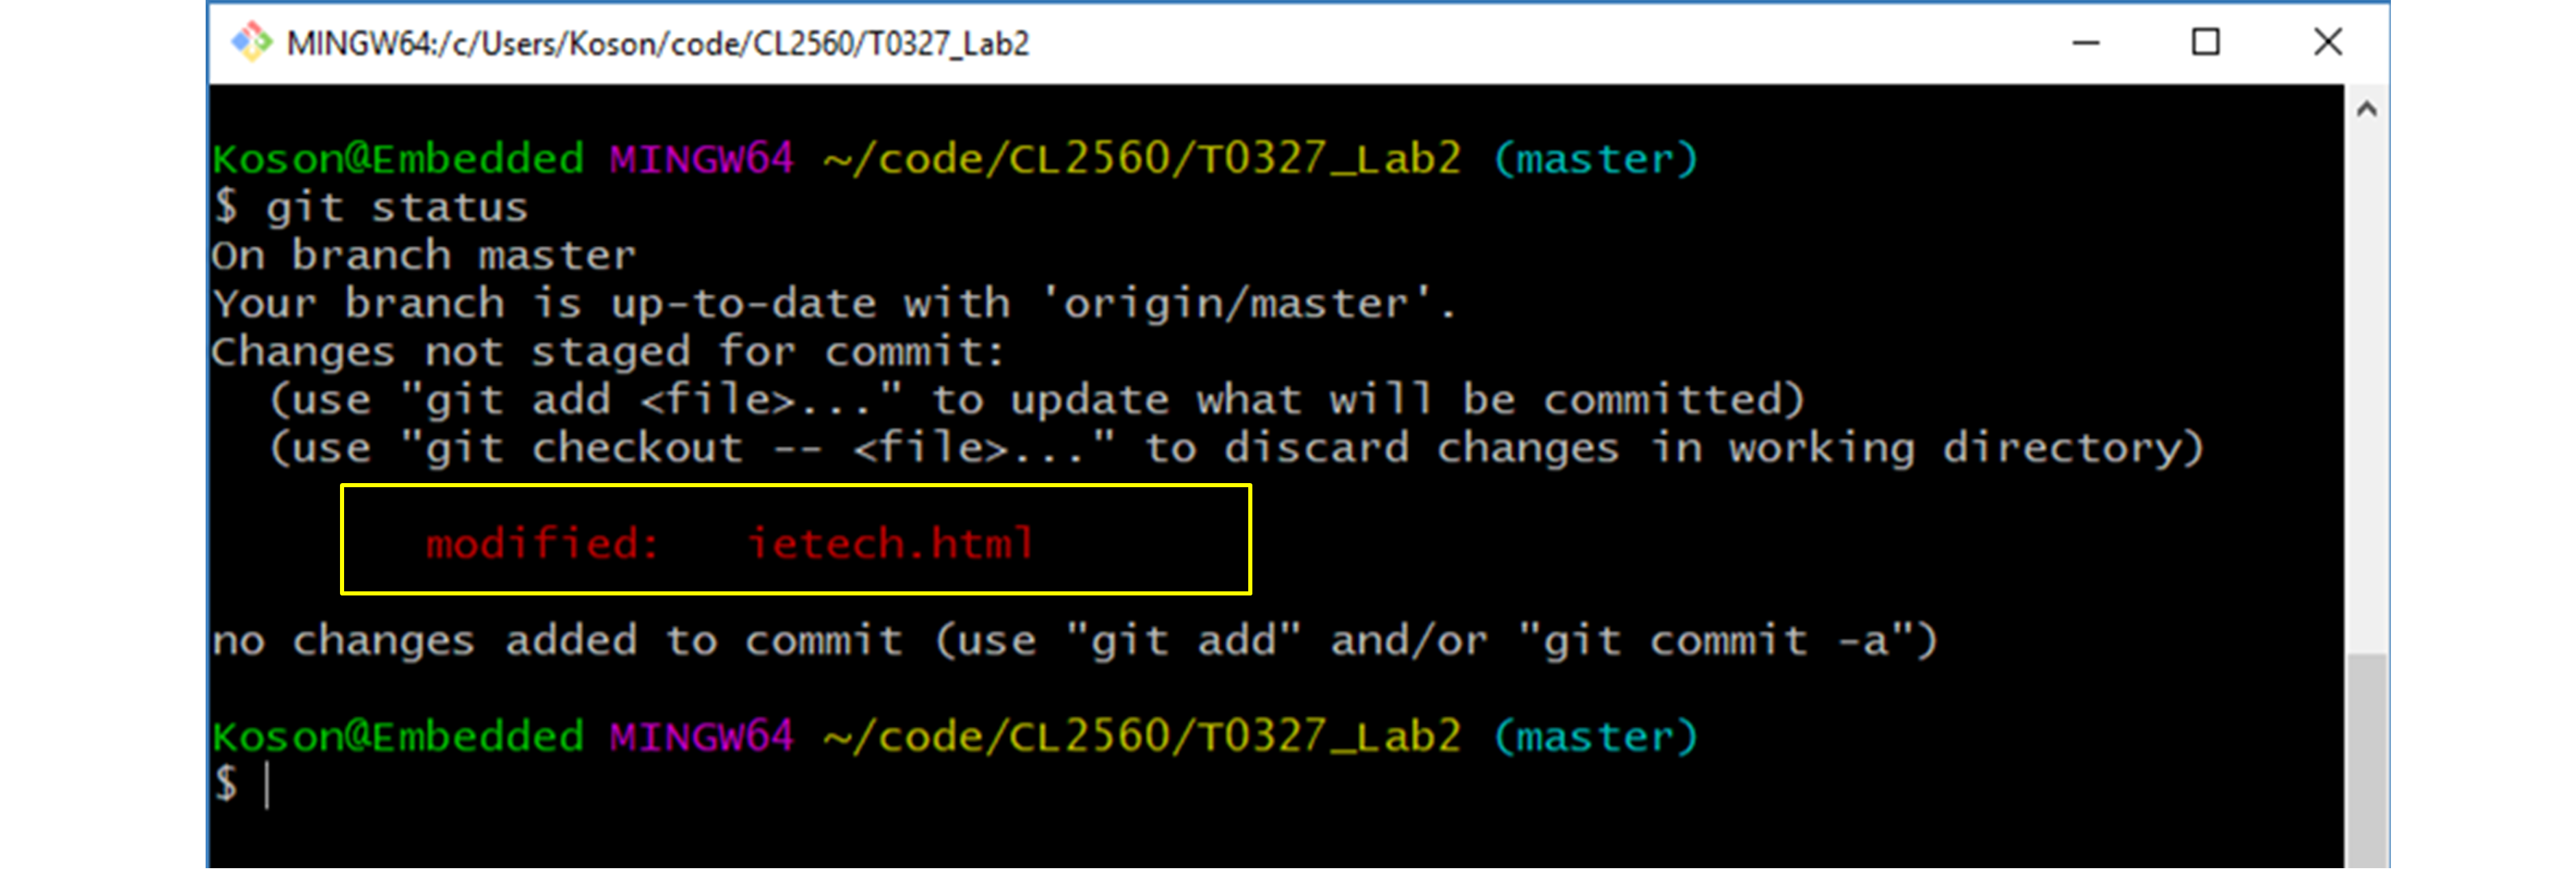 MINGW64:/c/Users/Koson/code/CL2560/T0327_Lab2
Koson@Embedded MINGW64 ~/code/CL2560/T0327_Lab2 (master)
$ git status
On branch master
Your branch is up-to-date with 'origin/master'.
Changes not staged for commit:
  (use "git add <file>..." to update what will be committed)
  (use "git checkout -- <file>..." to discard changes in working directory)
        modified:   ietech.html
no changes added to commit (use "git add" and/or "git commit -a")
Koson@Embedded MINGW64 ~/code/CL2560/T0327_Lab2 (master)
$